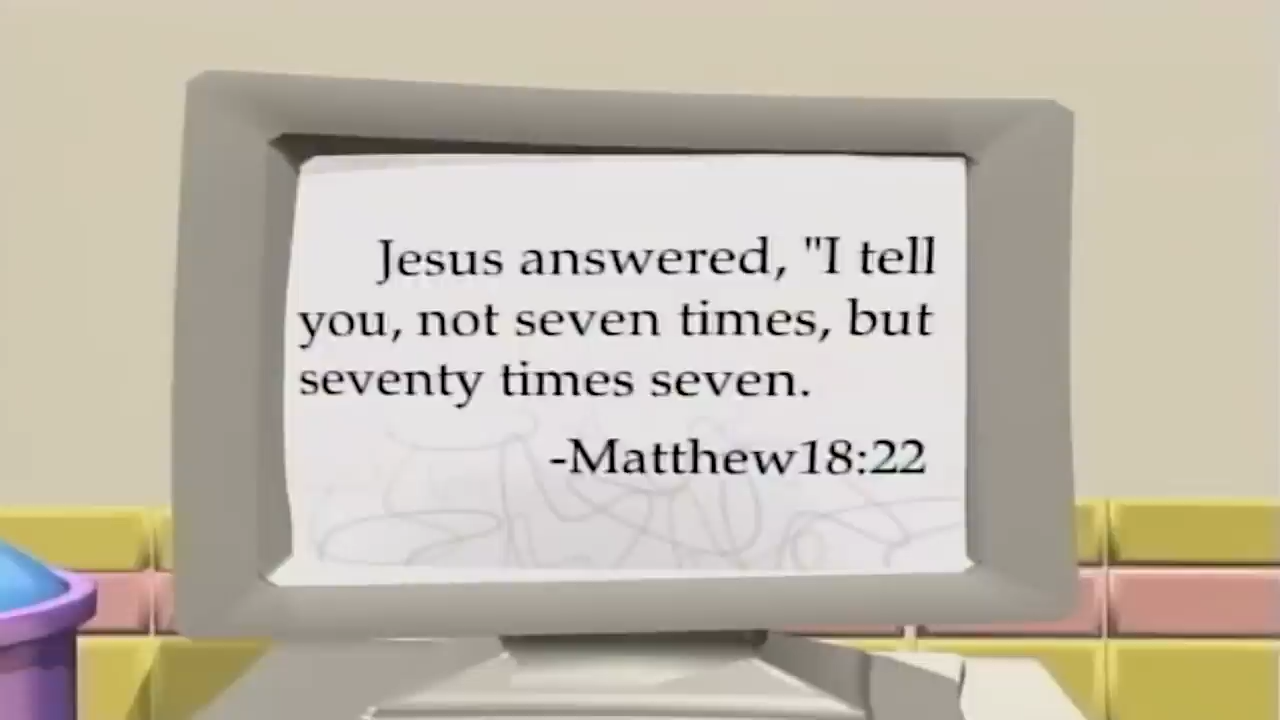 Jesus answered, "I tell
you, not seven times, but
seventy times seven.
-Matthew18:22